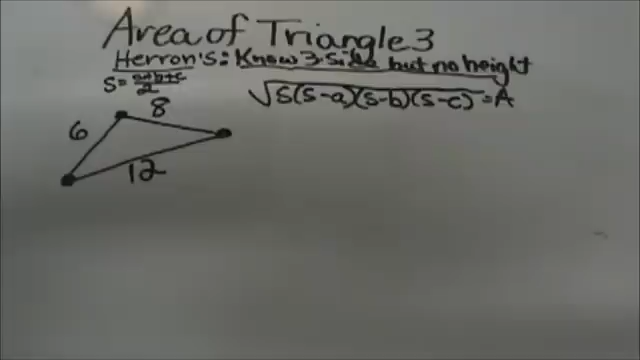 Area of Triangle 3
Herron's: Know 3 sides but no height
S = a+b+c/2
√S(S-a)(S-b)(S-c) = A
6
8
12